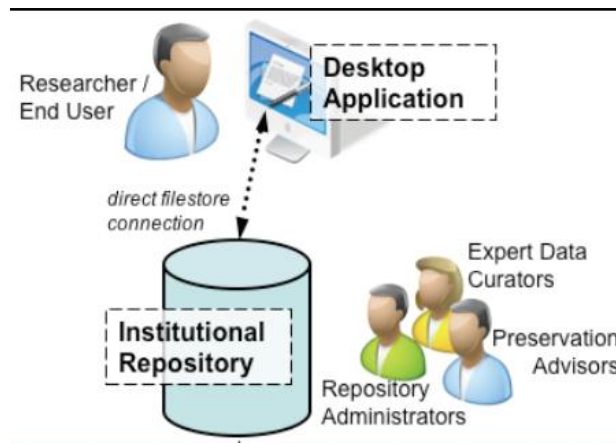 Researcher /
End User
Desktop
Application
direct filestore
connection
Institutional
Repository
Expert Data
Curators
Preservation
Advisors
Repository
Administrators